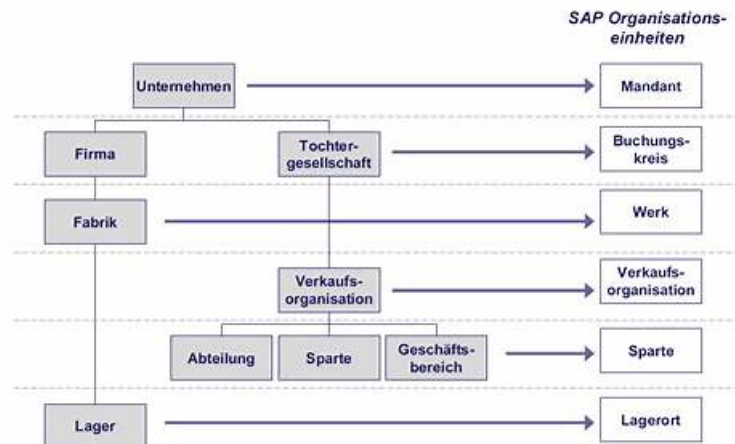 SAP Organisations-
einheiten
Unternehmen
Mandant
Firma
Tochter-
gesellschaft
Buchungs-
kreis
Fabrik
Werk
Verkaufs-
organisation
Verkaufs-
organisation
Abteilung
Sparte
Geschäfts-
bereich
Sparte
Lager
Lagerort